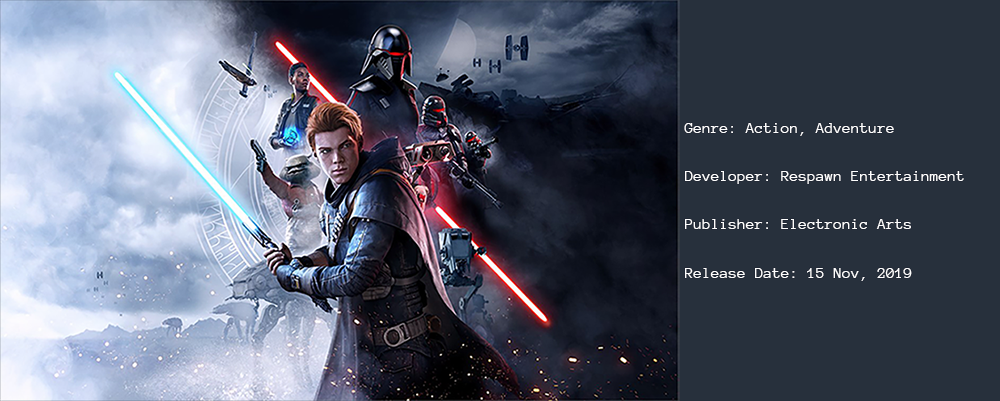 Genre: Action, Adventure
Developer: Respawn Entertainment
Publisher: Electronic Arts
Release Date: 15 Nov, 2019